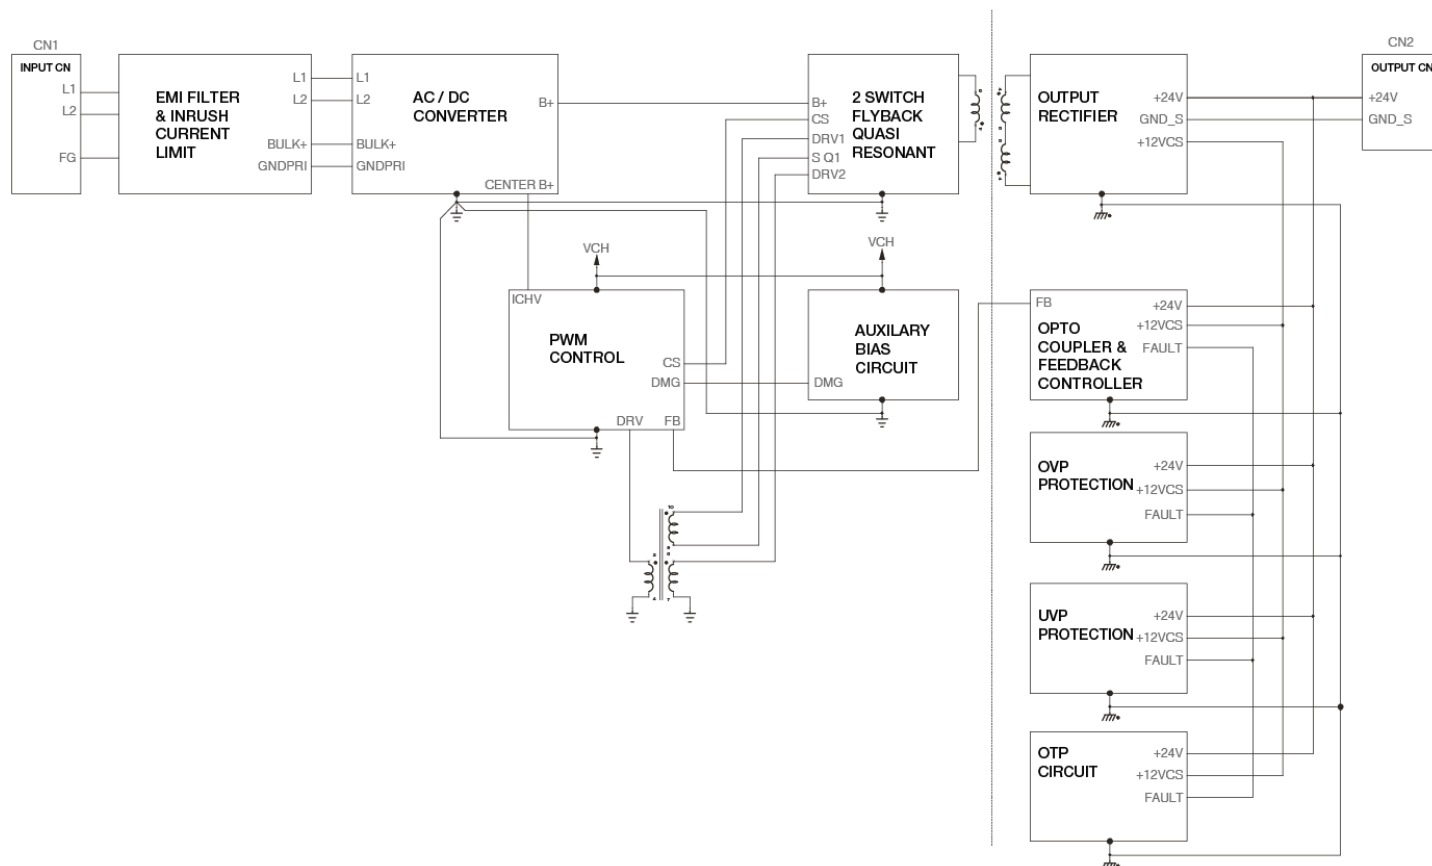 CN1
INPUT CN
L1
L2
FG
EMI FILTER
& INRUSH
CURRENT
LIMIT
L1
L2
BULK+
GNDPRI
AC / DC
CONVERTER
L1
L2
BULK+
GNDPRI
B+
CENTER B+
2 SWITCH
FLYBACK
QUASI
RESONANT
B+
CS
DRV1
S Q1
DRV2
OUTPUT
RECTIFIER
+24V
GND_S
+12VCS
CN2
OUTPUT CN
+24V
GND_S
VCH
VCH
ICHV
PWM
CONTROL
CS
DMG
DRV
FB
AUXILARY
BIAS
CIRCUIT
DMG
FB
OPTO
COUPLER &
FEEDBACK
CONTROLLER
+24V
+12VCS
FAULT
OVP
PROTECTION
+24V
+12VCS
FAULT
UVP
PROTECTION
+24V
+12VCS
FAULT
OTP
CIRCUIT
+24V
+12VCS
FAULT
10
7